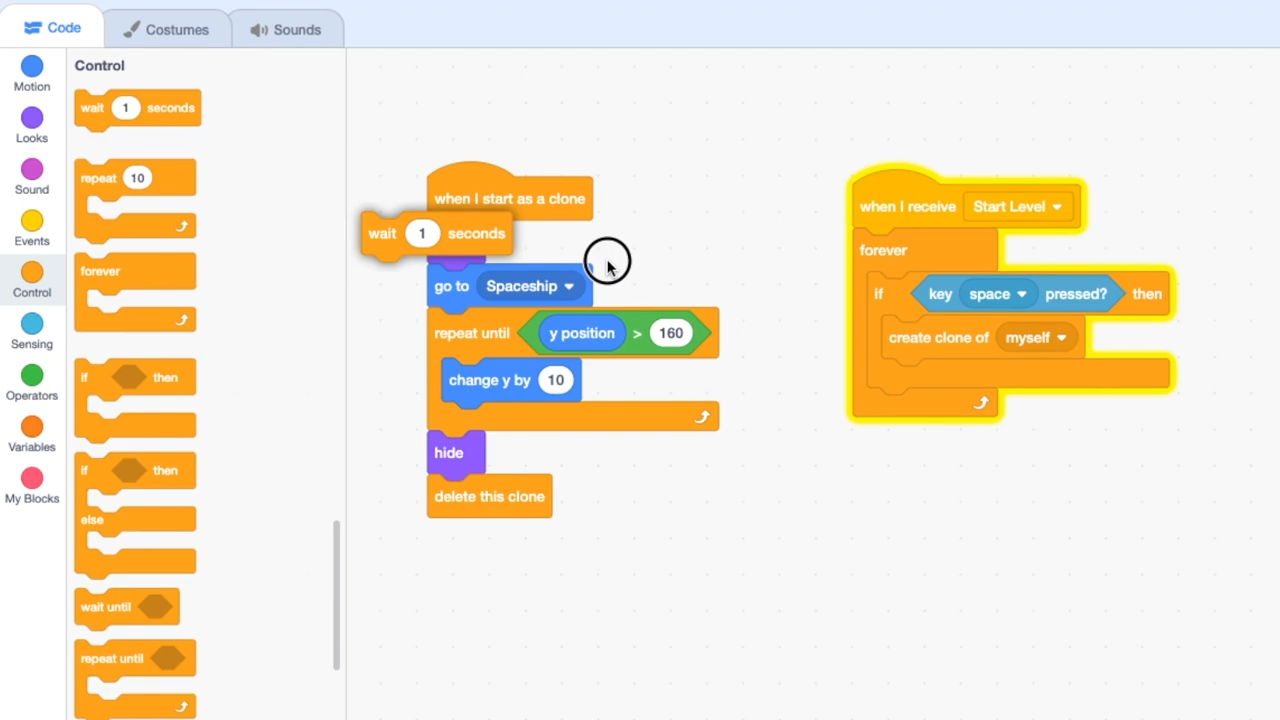 Code
Costumes
Sounds
Motion
Looks
Sound
Events
Control
Sensing
Operators
Variables
My Blocks
Control
wait 1 seconds
repeat 10
forever
if then
if then
else
wait until
repeat until
when I start as a clone
wait 1 seconds
go to Spaceship
repeat until y position > 160
change y by 10
hide
delete this clone
when I receive Start Level
forever
if key space pressed? then
create clone of myself